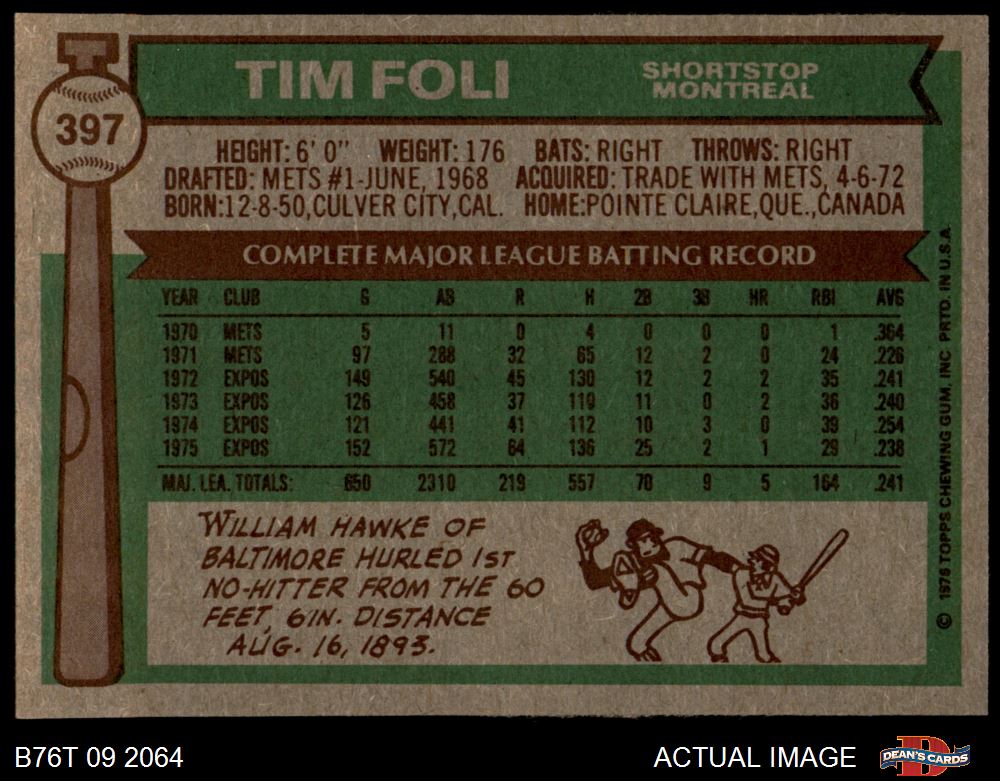 TIM FOLI
SHORTSTOP
MONTREAL
397
HEIGHT: 6' 0" WEIGHT: 176 BATS: RIGHT THROWS: RIGHT
DRAFTED: METS #1-JUNE, 1968 ACQUIRED: TRADE WITH METS, 4-6-72
BORN:12-8-50,CULVER CITY,CAL. HOME:POINTE CLAIRE,QUE.,CANADA
COMPLETE MAJOR LEAGUE BATTING RECORD
YEAR CLUB G AB R H 2B 3B HR RBI AVG
1970 METS 5 11 0 4 0 0 0 1 .364
1971 METS 97 288 32 65 12 2 0 24 .226
1972 EXPOS 149 540 45 130 12 2 2 35 .241
1973 EXPOS 126 458 37 110 11 0 2 36 .240
1974 EXPOS 121 441 41 112 10 3 0 39 .254
1975 EXPOS 152 572 64 136 25 2 1 29 .238
MAJ. LEA. TOTALS: 650 2310 219 557 70 9 5 164 .241
WILLIAM HAWKE OF
BALTIMORE HURLED 1ST
NO-HITTER FROM THE 60
FEET, 6IN. DISTANCE
AUG. 16, 1893.
© 1976 TOPPS CHEWING GUM, INC PRTD. IN U.S.A.
B76T 09 2064
ACTUAL IMAGE
DEAN'S CARDS